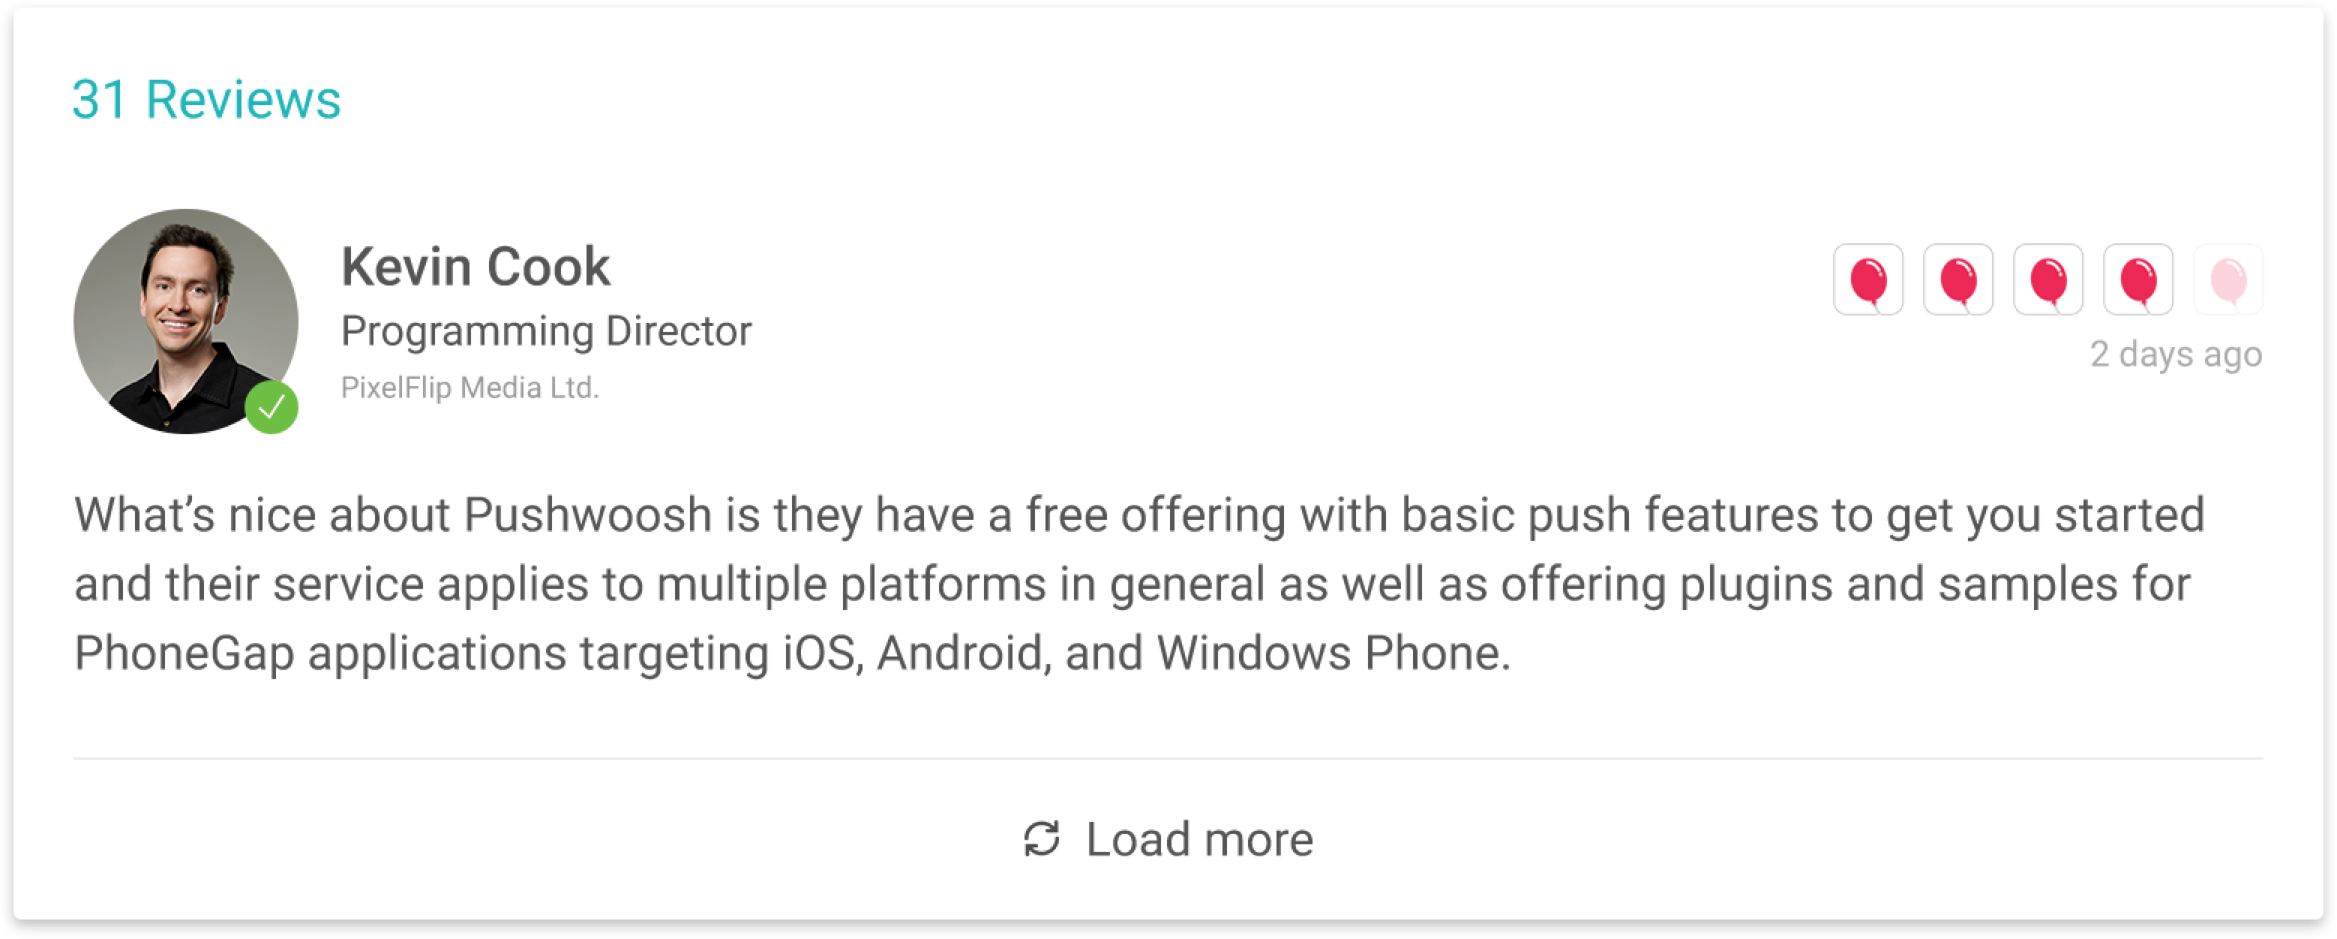 31 Reviews
Kevin Cook
Programming Director
PixelFlip Media Ltd.
2 days ago
What’s nice about Pushwoosh is they have a free offering with basic push features to get you started
and their service applies to multiple platforms in general as well as offering plugins and samples for
PhoneGap applications targeting iOS, Android, and Windows Phone.
Load more